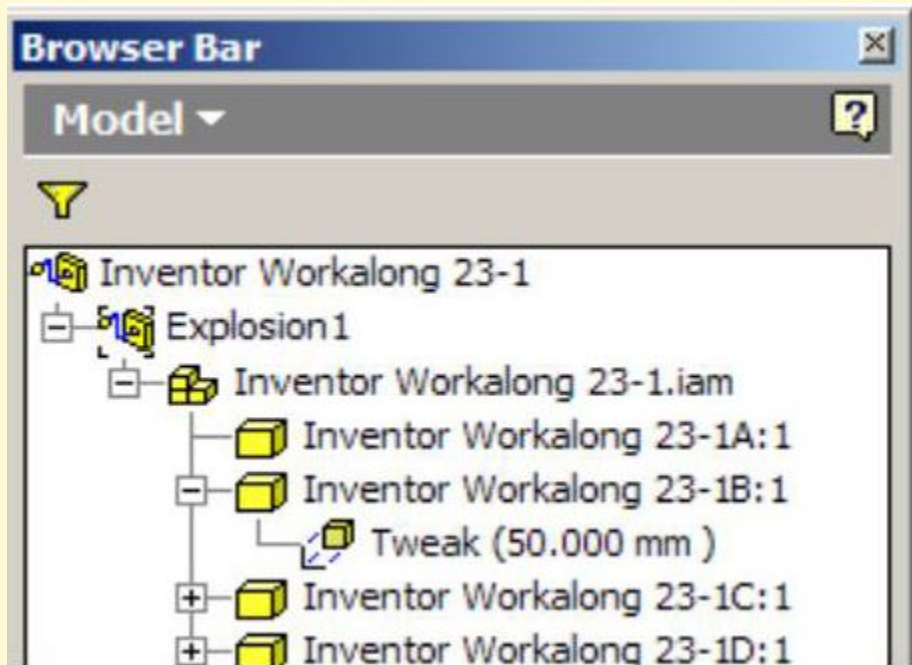 Browser Bar
Model
Inventor Workalong 23-1
Explosion1
Inventor Workalong 23-1.iam
Inventor Workalong 23-1A:1
Inventor Workalong 23-1B:1
Tweak (50.000 mm )
Inventor Workalong 23-1C:1
Inventor Workalong 23-1D:1